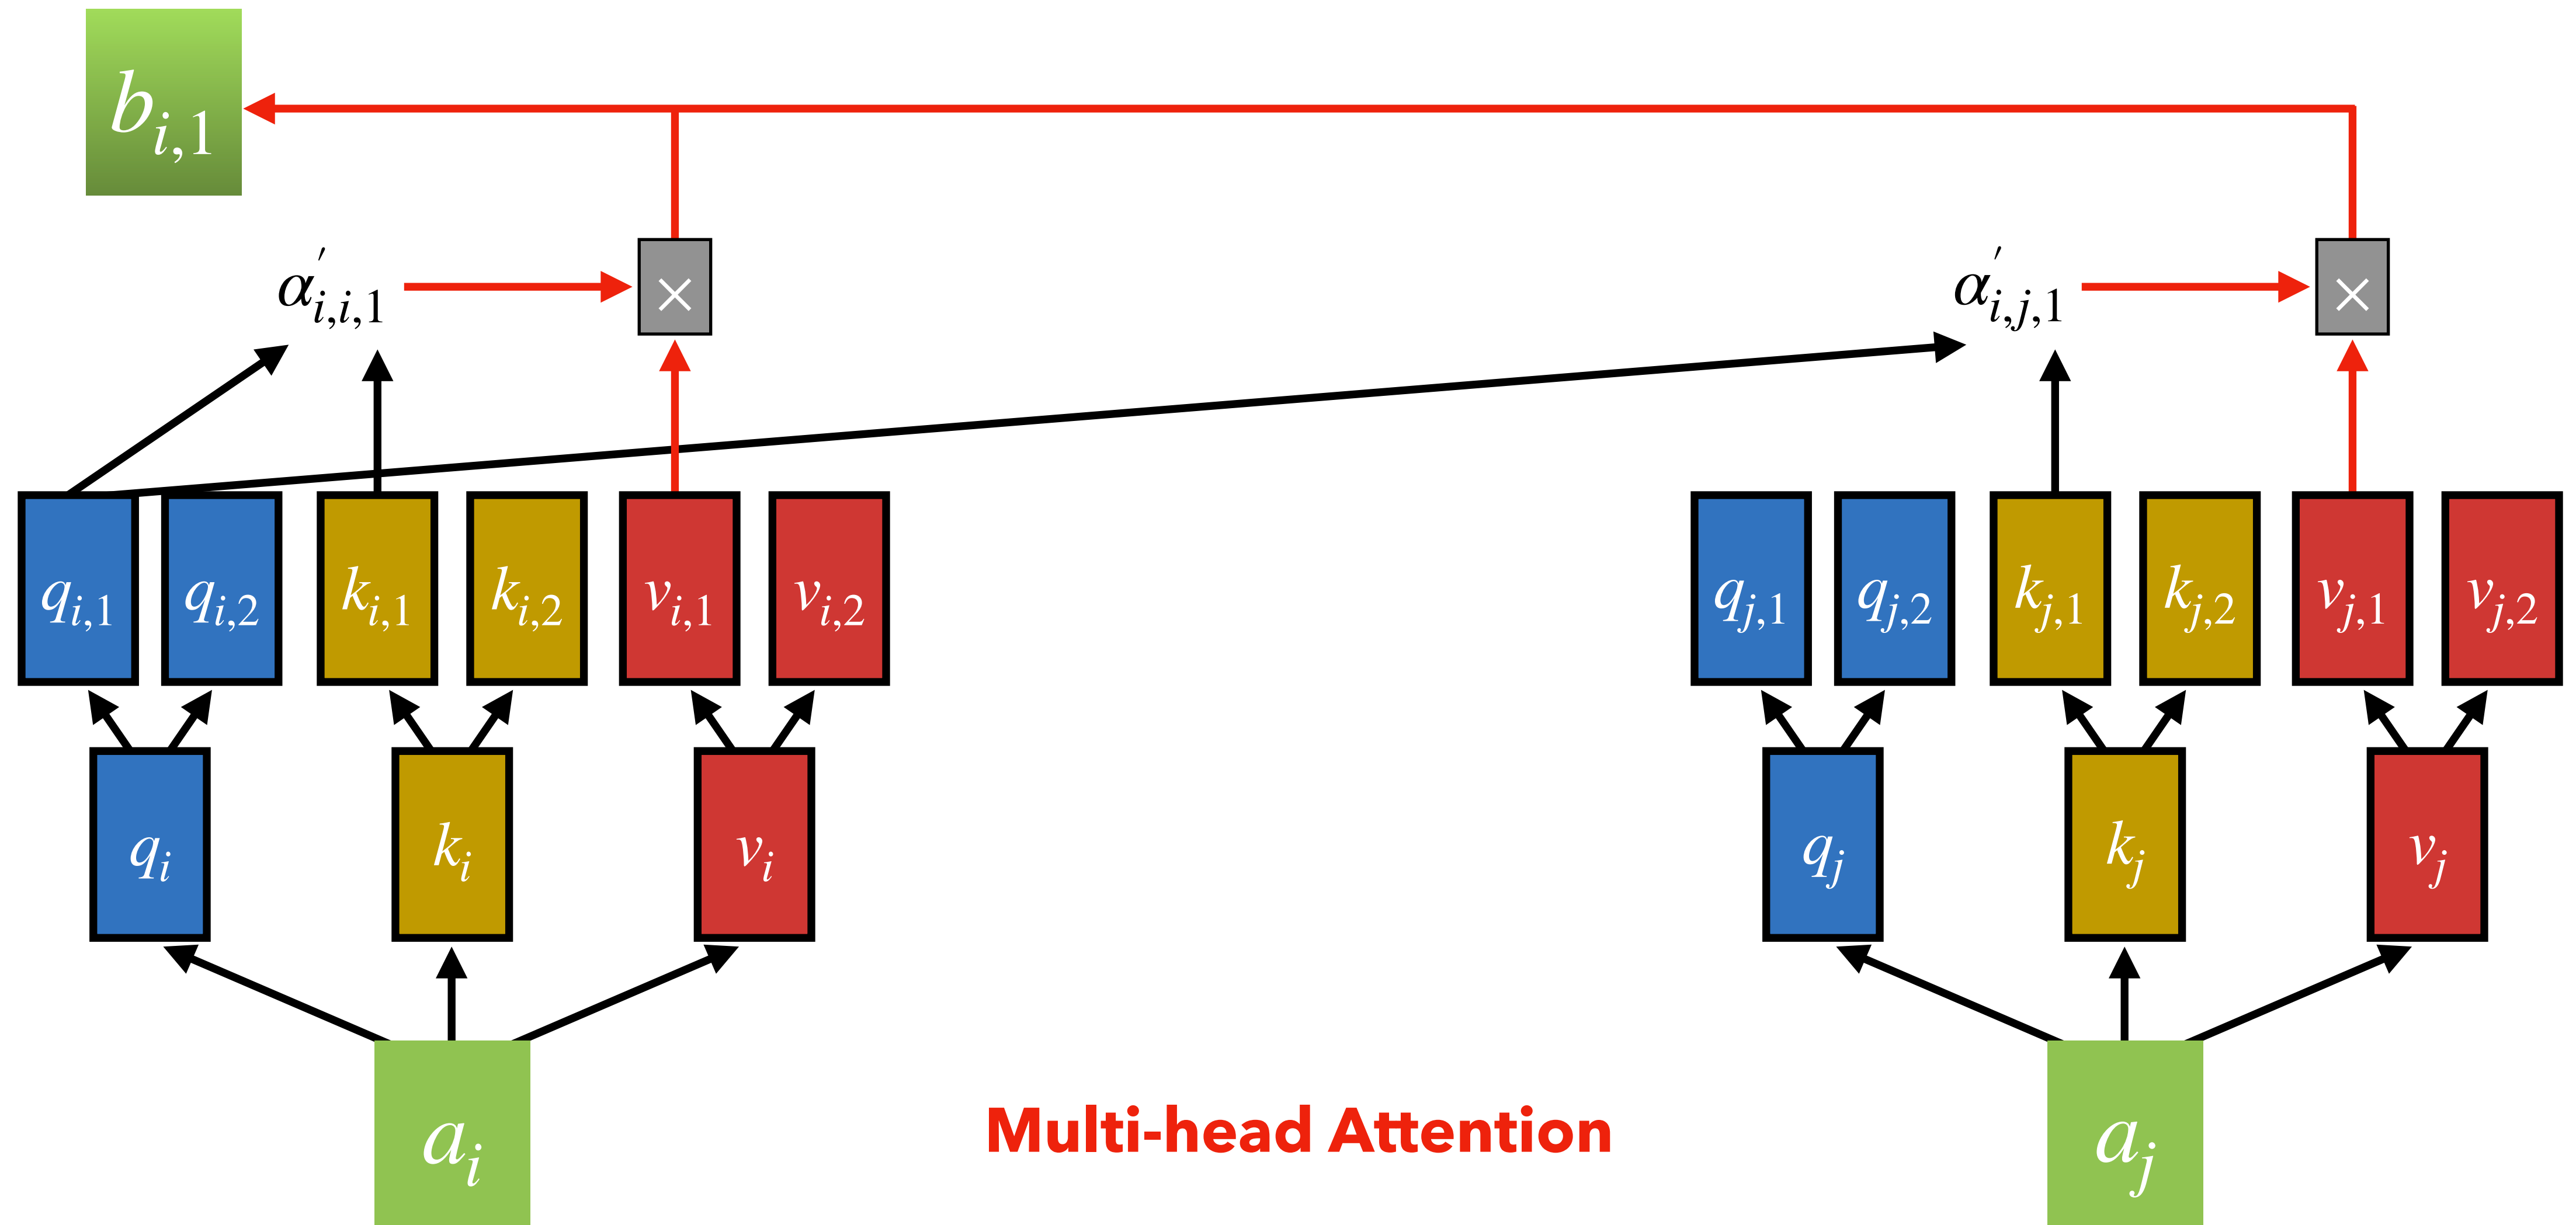 b_{i,1}
α'_{i,i,1} × α'_{i,j,1} ×
q_{i,1} q_{i,2} k_{i,1} k_{i,2} v_{i,1} v_{i,2} q_{j,1} q_{j,2} k_{j,1} k_{j,2} v_{j,1} v_{j,2}
q_i k_i v_i q_j k_j v_j
a_i Multi-head Attention a_j